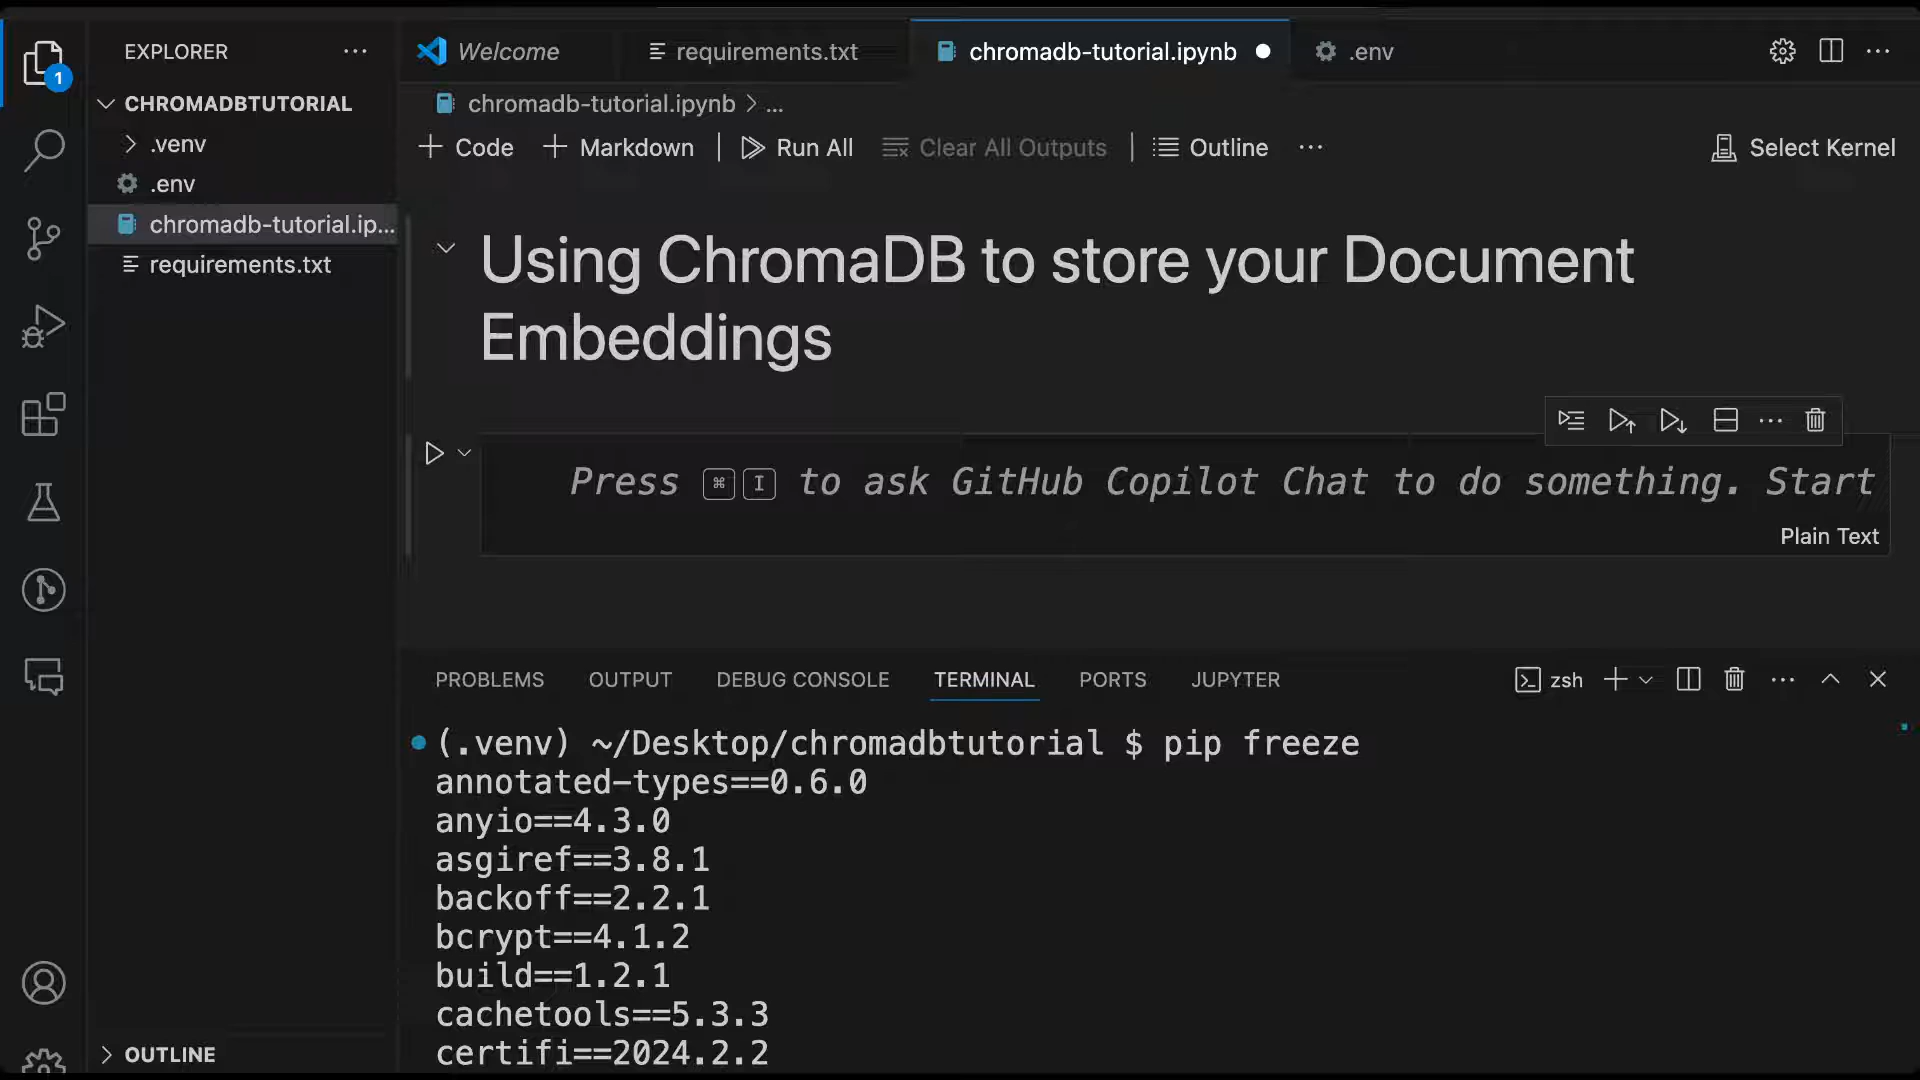 EXPLORER
1
CHROMADBTUTORIAL
.venv
.env
chromadb-tutorial.ip...
requirements.txt
OUTLINE
Welcome
requirements.txt
chromadb-tutorial.ipynb
.env
chromadb-tutorial.ipynb > ...
+ Code + Markdown Run All Clear All Outputs Outline ... Select Kernel
Using ChromaDB to store your Document
Embeddings
Press ⌘ I to ask GitHub Copilot Chat to do something. Start
Plain Text
PROBLEMS OUTPUT DEBUG CONSOLE TERMINAL PORTS JUPYTER zsh
(.venv) ~/Desktop/chromadbtutorial $ pip freeze
annotated-types==0.6.0
anyio==4.3.0
asgiref==3.8.1
backoff==2.2.1
bcrypt==4.1.2
build==1.2.1
cachetools==5.3.3
certifi==2024.2.2